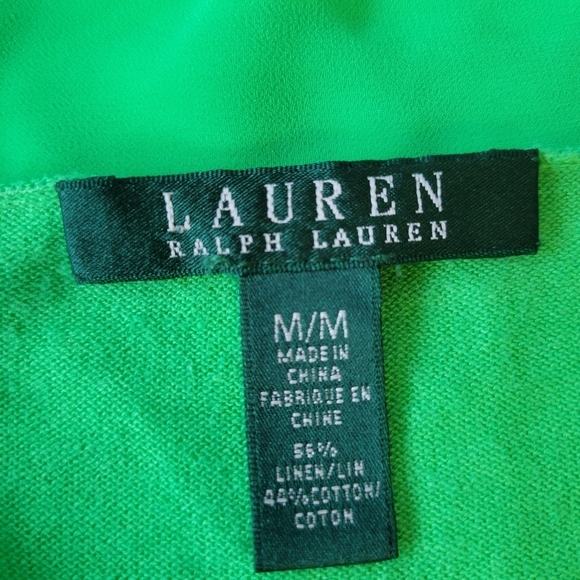 LAUREN
RALPH LAUREN
M/M
MADE IN
CHINA
FABRIQUE EN
CHINE
56%
LINEN/LIN
44%COTTON/
COTON